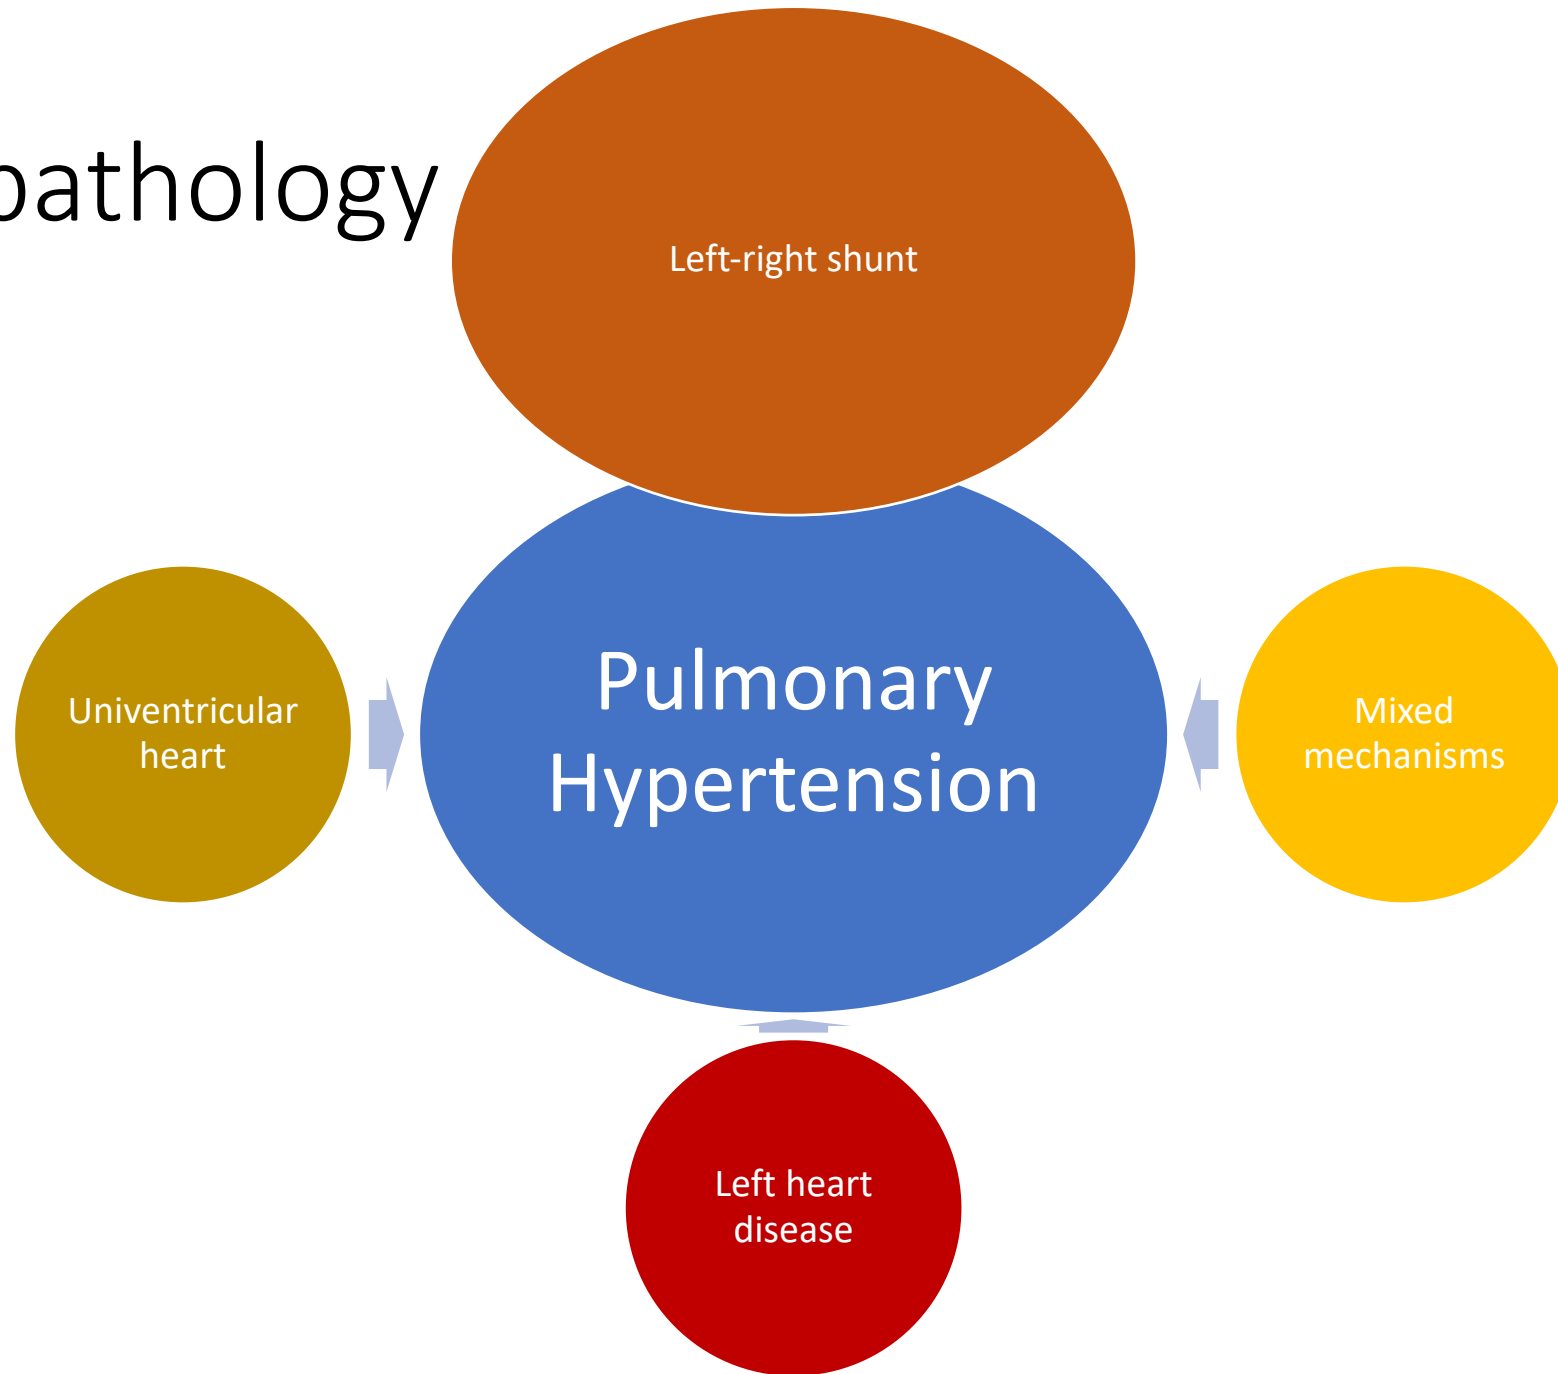 pathology
Left-right shunt
Univentricular
heart
Pulmonary
Hypertension
Mixed
mechanisms
Left heart
disease